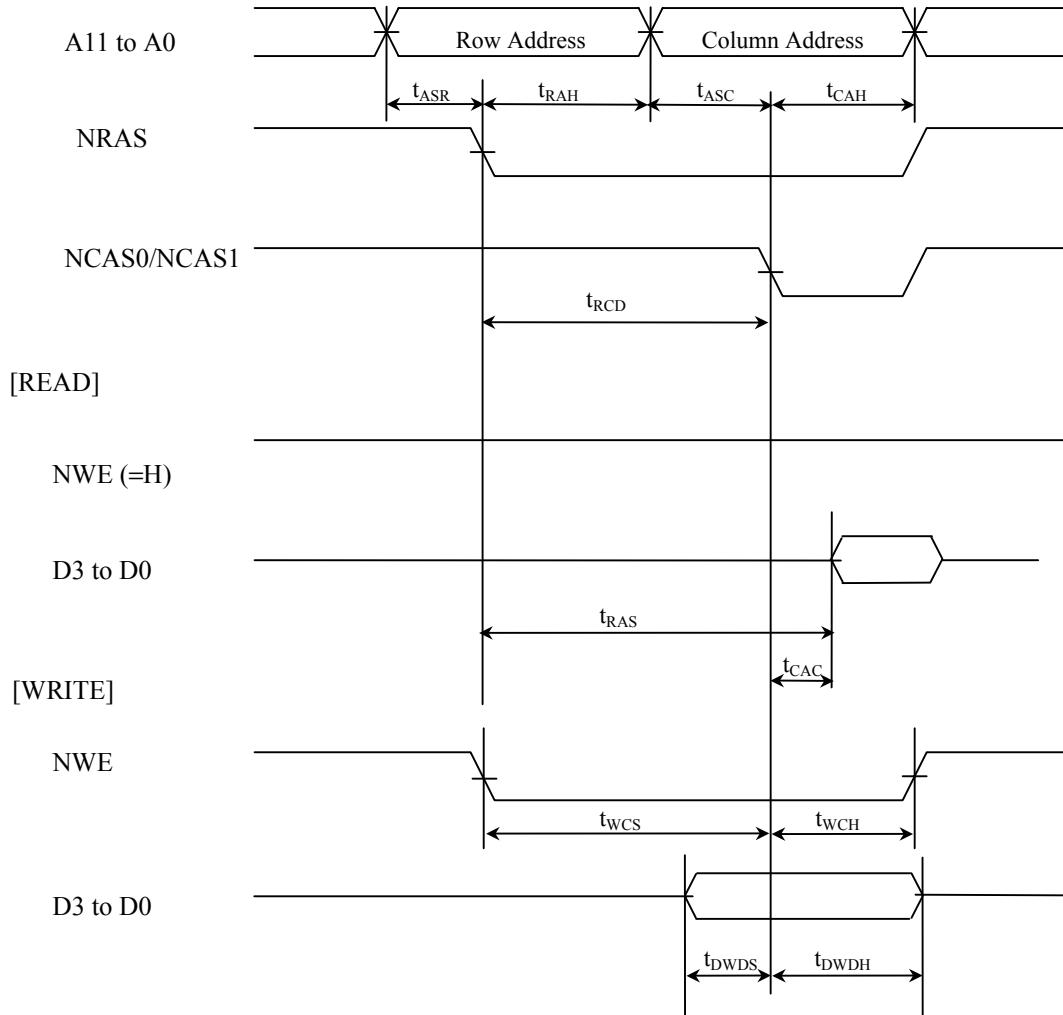 A11 to A0 Row Address Column Address
tASR tRAH tASC tCAH
NRAS
NCAS0/NCAS1
tRCD
[READ]
NWE (=H)
D3 to D0
tRAS
tCAC
[WRITE]
NWE
tWCS tWCH
D3 to D0
tDWDS tDWDH